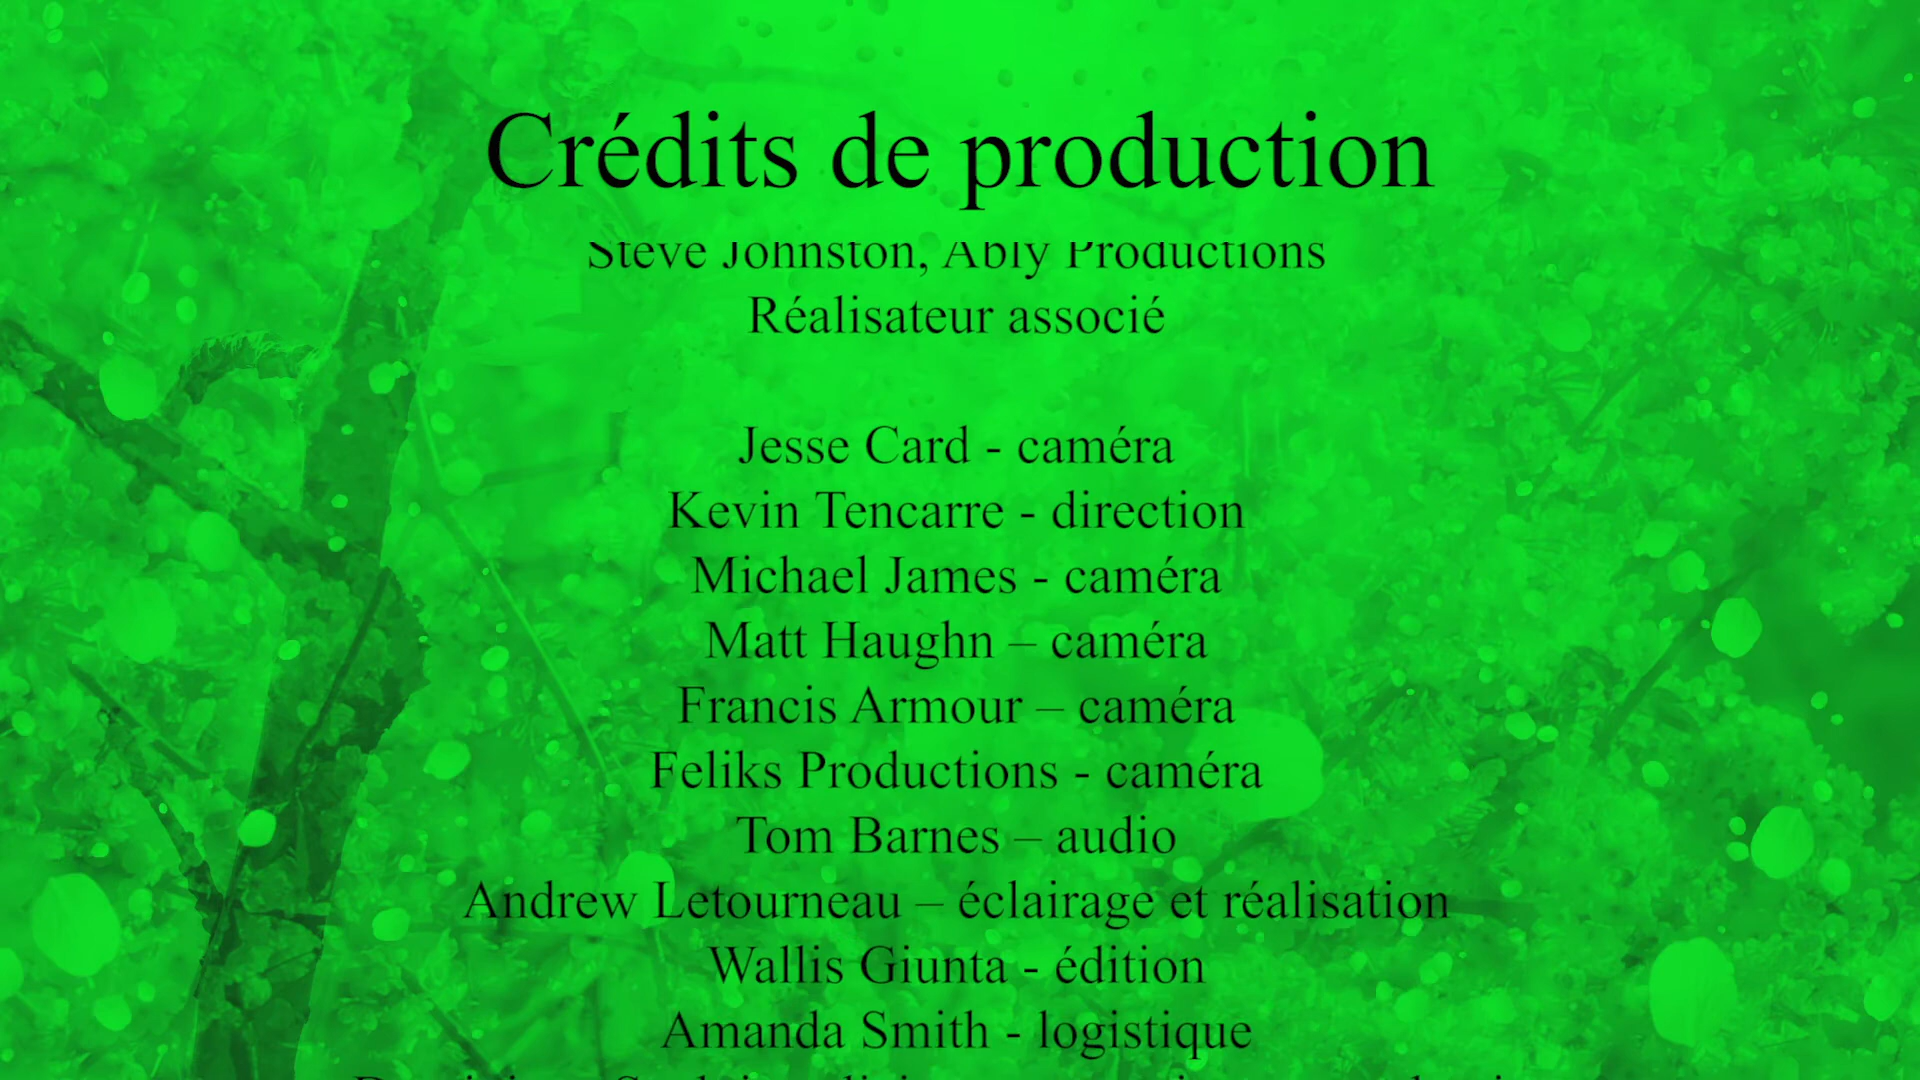 Crédits de production
Steve Johnston, Ably Productions
Réalisateur associé
Jesse Card - caméra
Kevin Tencarre - direction
Michael James - caméra
Matt Haughn – caméra
Francis Armour – caméra
Feliks Productions - caméra
Tom Barnes – audio
Andrew Letourneau – éclairage et réalisation
Wallis Giunta - édition
Amanda Smith - logistique